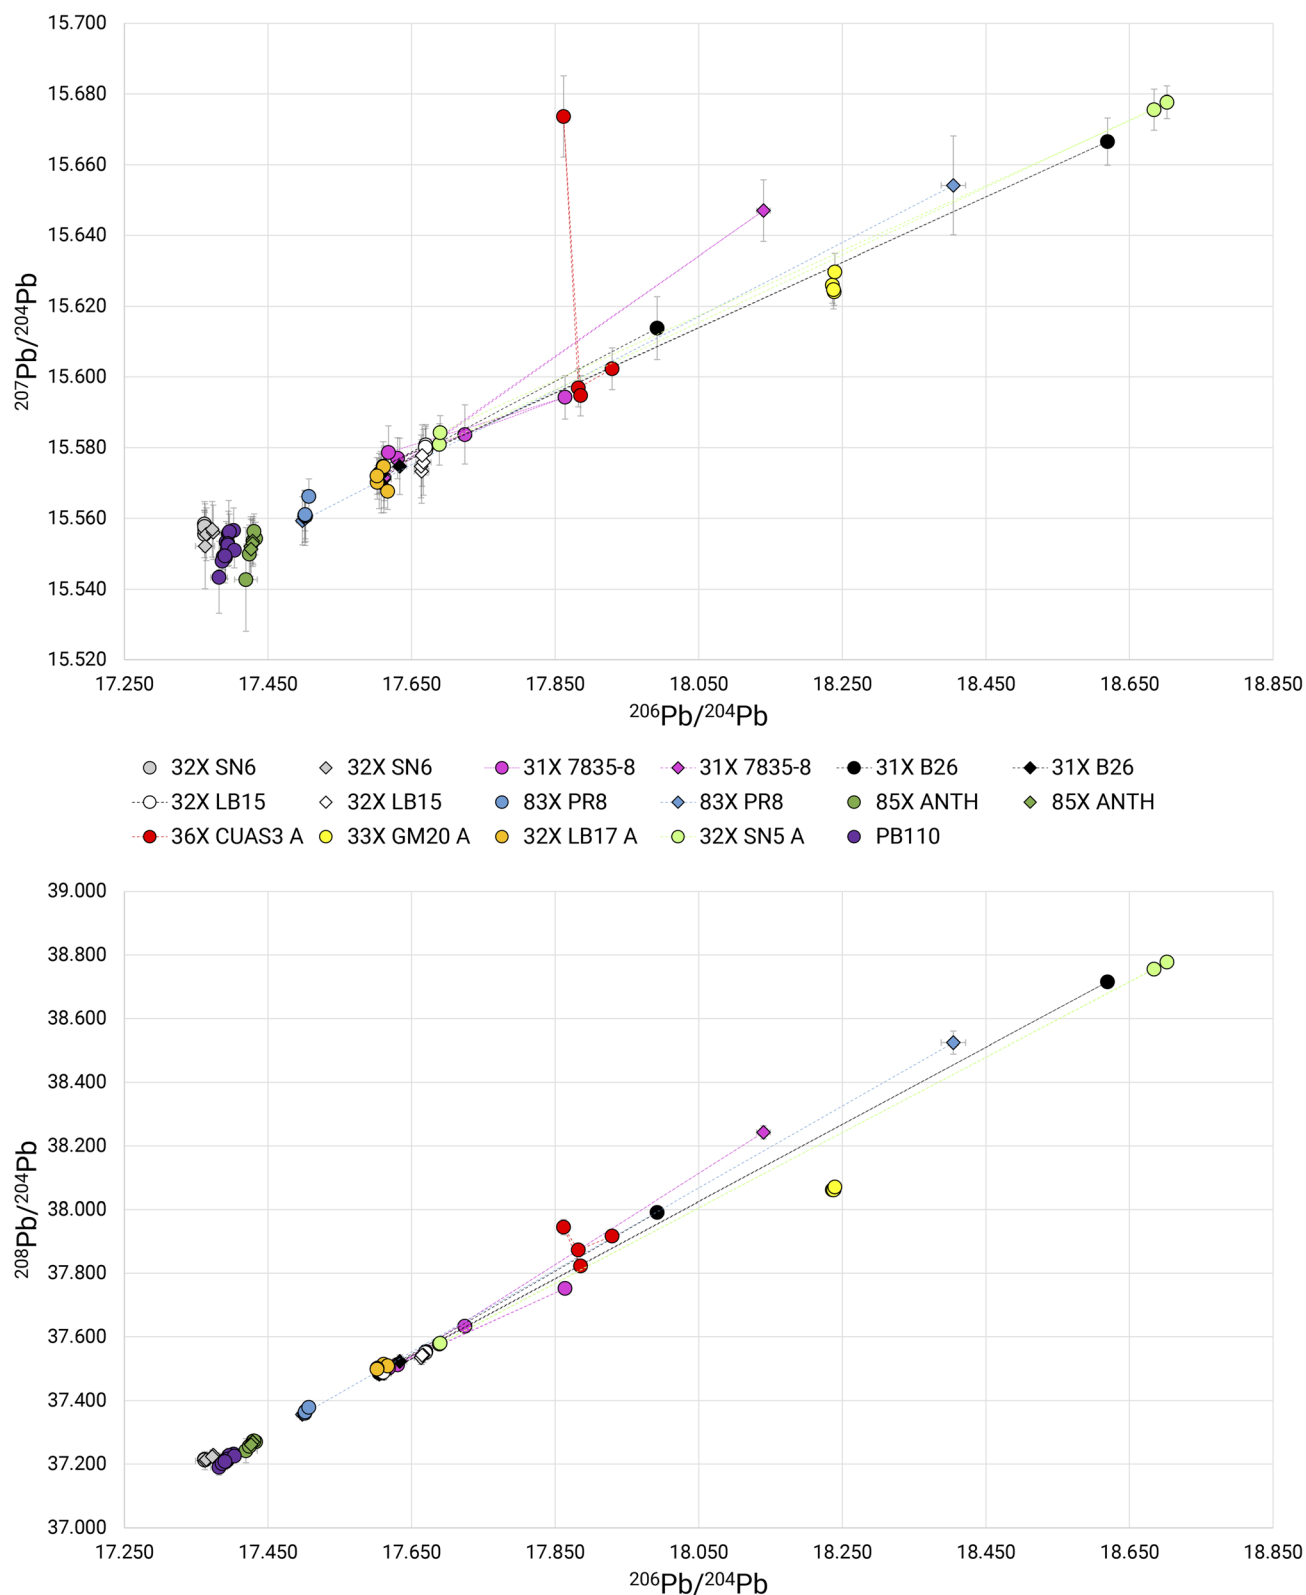 15.700
15.680
15.660
15.640
15.620
15.600
15.580
15.560
15.540
15.520
²⁰⁷Pb/²⁰⁴Pb
17.250 17.450 17.650 17.850 18.050 18.250 18.450 18.650 18.850
²⁰⁶Pb/²⁰⁴Pb
32X SN6 32X SN6 31X 7835-8 31X 7835-8 31X B26 31X B26
32X LB15 32X LB15 83X PR8 83X PR8 85X ANTH 85X ANTH
36X CUAS3 A 33X GM20 A 32X LB17 A 32X SN5 A PB110
39.000
38.800
38.600
38.400
38.200
38.000
37.800
37.600
37.400
37.200
37.000
²⁰⁸Pb/²⁰⁴Pb
17.250 17.450 17.650 17.850 18.050 18.250 18.450 18.650 18.850
²⁰⁶Pb/²⁰⁴Pb